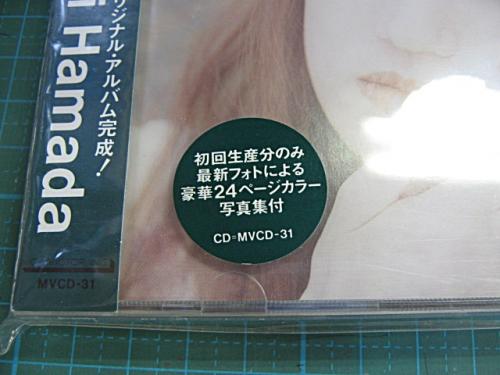 リジナル・アルバム完成!
i Hamada
MVCD-31
初回生産分のみ
最新フォトによる
豪華24ページカラー
写真集付
CD=MVCD-31